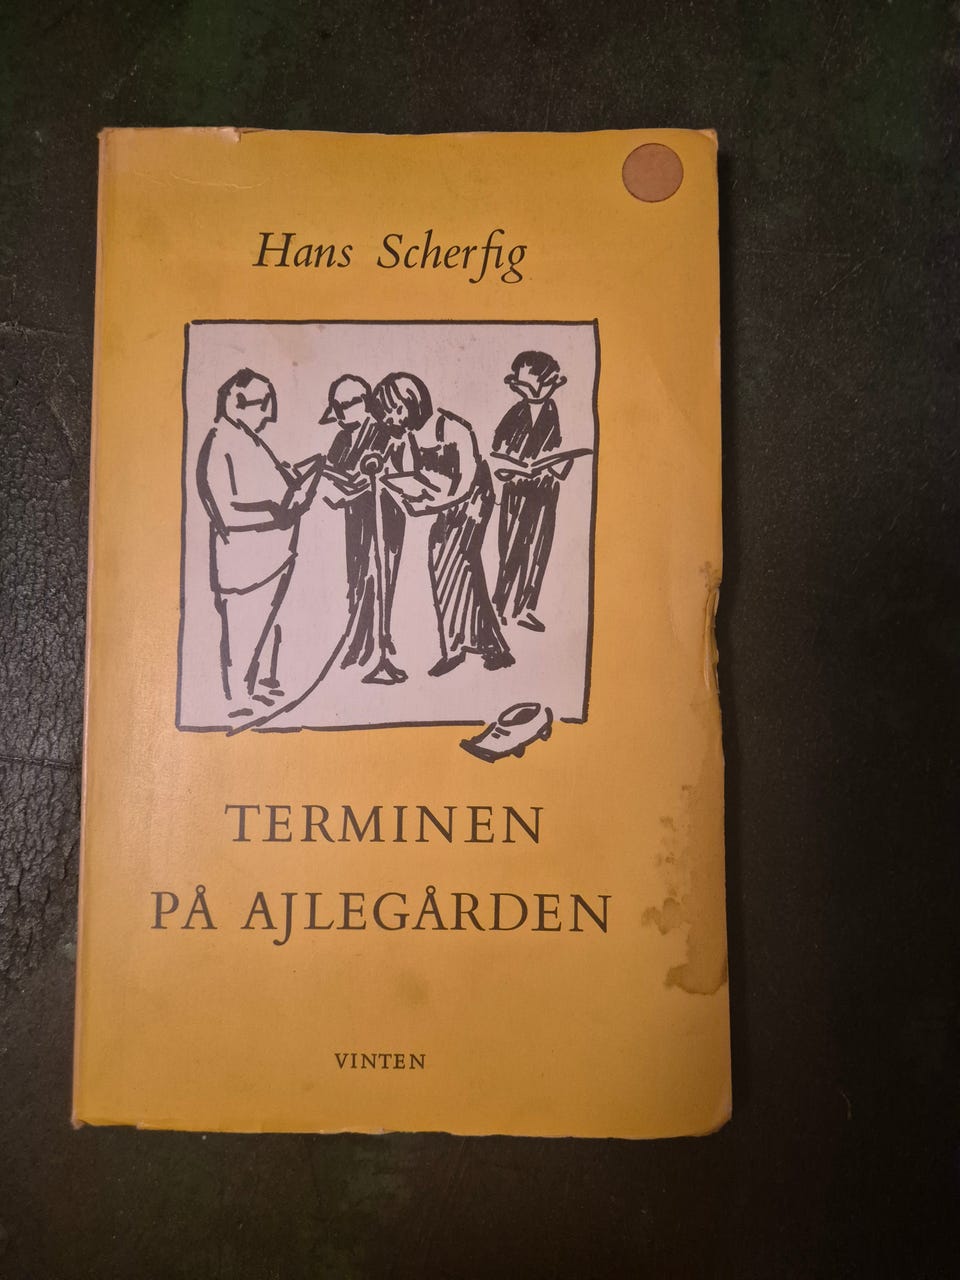 Hans Scherfig
TERMINEN
PÅ AJLEGÅRDEN
VINTEN